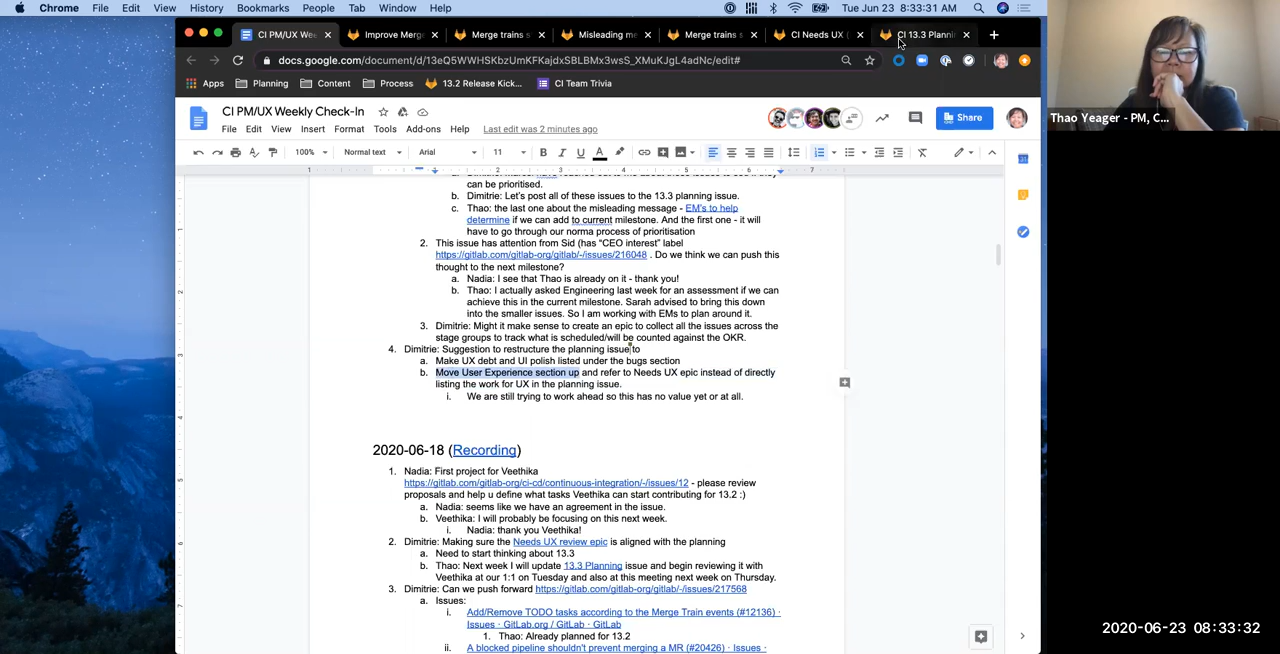 Chrome File Edit View History Bookmarks People Tab Window Help Tue Jun 23 8:33:31 AM
CI PM/UX Wee Improve Merge Merge trains s Misleading me Merge trains s CI Needs UX ( CI 13.3 Planni
docs.google.com/document/d/13eQ5WWHSKbzUmKFKajdxSBLBMx3wsS_XMuKJgL4adNc/edit#
Apps Planning Content Process 13.2 Release Kick... CI Team Trivia
CI PM/UX Weekly Check-In
File Edit View Insert Format Tools Add-ons Help Last edit was 2 minutes ago
Share
100% Normal text Arial 11 B I U A
can be prioritised.
b. Dimitrie: Let's post all of these issues to the 13.3 planning issue.
c. Thao: the last one about the misleading message - EM's to help
determine if we can add to current milestone. And the first one - it will
have to go through our norma process of prioritisation
2. This issue has attention from Sid (has "CEO interest" label
https://gitlab.com/gitlab-org/gitlab/-/issues/216048 . Do we think we can push this
thought to the next milestone?
a. Nadia: I see that Thao is already on it - thank you!
b. Thao: I actually asked Engineering last week for an assessment if we can
achieve this in the current milestone. Sarah advised to bring this down
into the smaller issues. So I am working with EMs to plan around it.
3. Dimitrie: Might it make sense to create an epic to collect all the issues across the
stage groups to track what is scheduled/will be counted against the OKR.
4. Dimitrie: Suggestion to restructure the planning issue to
a. Make UX debt and UI polish listed under the bugs section
b. Move User Experience section up and refer to Needs UX epic instead of directly
listing the work for UX in the planning issue.
i. We are still trying to work ahead so this has no value yet or at all.
2020-06-18 (Recording)
1. Nadia: First project for Veethika
https://gitlab.com/gitlab-org/ci-cd/continuous-integration/-/issues/12 - please review
proposals and help u define what tasks Veethika can start contributing for 13.2 :)
a. Nadia: seems like we have an agreement in the issue.
b. Veethika: I will probably be focusing on this next week.
i. Nadia: thank you Veethika!
2. Dimitrie: Making sure the Needs UX review epic is aligned with the planning
a. Need to start thinking about 13.3
b. Thao: Next week I will update 13.3 Planning issue and begin reviewing it with
Veethika at our 1:1 on Tuesday and also at this meeting next week on Thursday.
3. Dimitrie: Can we push forward https://gitlab.com/gitlab-org/gitlab/-/issues/217568
a. Issues:
i. Add/Remove TODO tasks according to the Merge Train events (#12136) ·
Issues · GitLab.org / GitLab · GitLab
1. Thao: Already planned for 13.2
ii. A blocked pipeline shouldn't prevent merging a MR (#20426) · Issues ·
Thao Yeager - PM, C...
2020-06-23 08:33:32